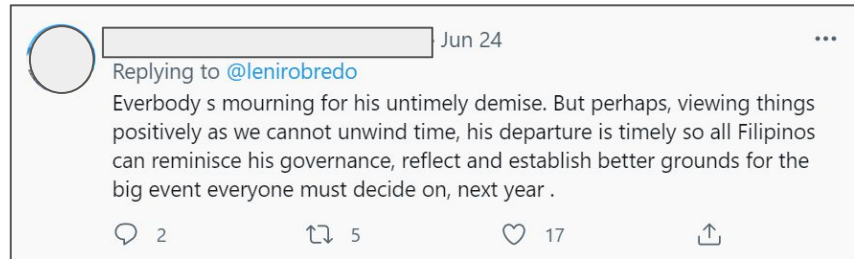 Jun 24
Replying to @lenirobredo
Everbody s mourning for his untimely demise. But perhaps, viewing things
positively as we cannot unwind time, his departure is timely so all Filipinos
can reminisce his governance, reflect and establish better grounds for the
big event everyone must decide on, next year .
2 5 17